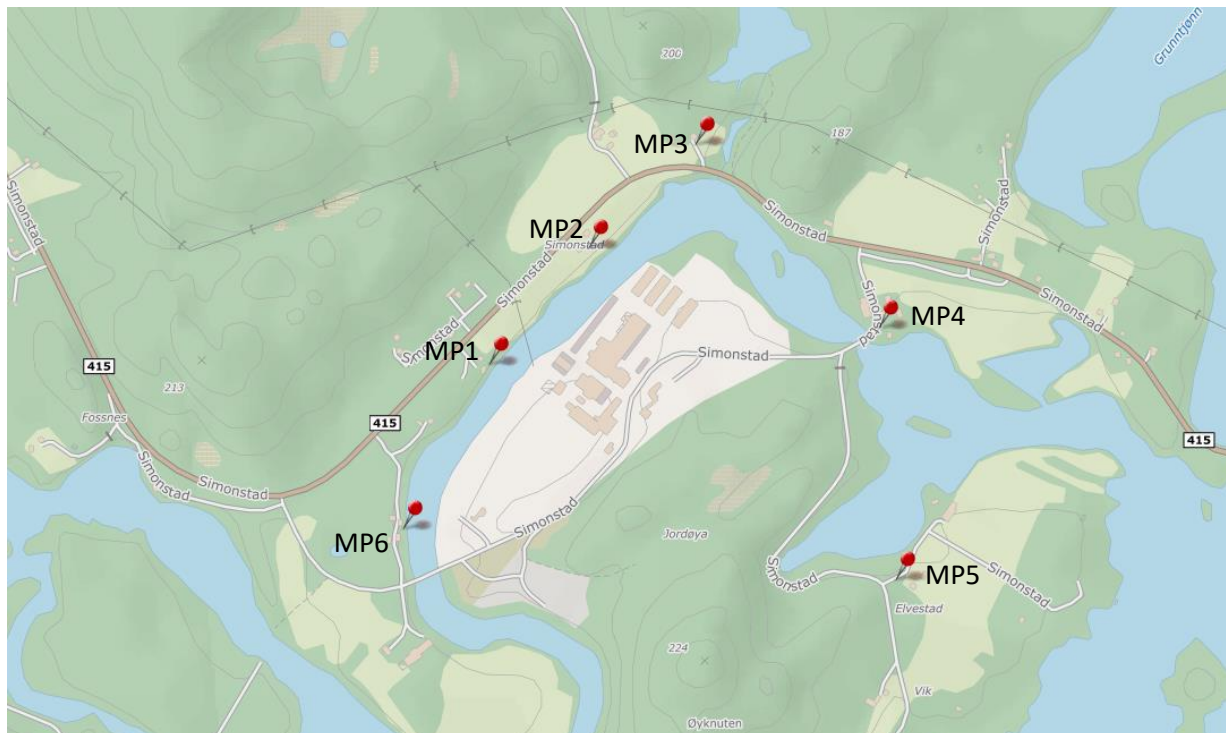 Grunntjønn
200
187
MP3
Simonstad
Simonstad
Simonstad
MP2
Simonstad
Simonstad
Simonstad
MP4
Simonstad
Simonstad
MP1
Simonstad
415
213
Fossnes
415
415
Simonstad
Simonstad
Simonstad
MP6
Jordøya
Simonstad
MP5
Simonstad
Elvestad
224
Vik
Øyknuten